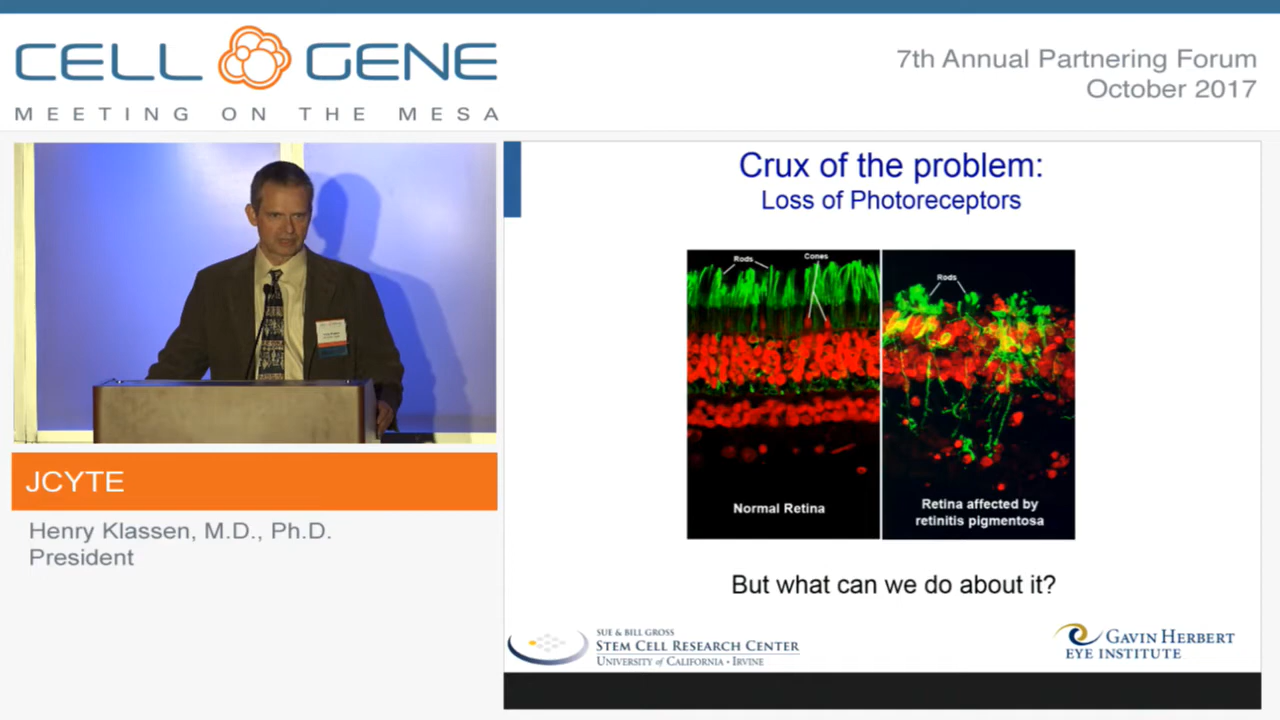 CELL GENE
MEETING ON THE MESA
7th Annual Partnering Forum
October 2017
JCYTE
Henry Klassen, M.D., Ph.D.
President
Crux of the problem:
Loss of Photoreceptors
Rods
Cones
Rods
Normal Retina
Retina affected by
retinitis pigmentosa
But what can we do about it?
SUE & BILL GROSS
STEM CELL RESEARCH CENTER
UNIVERSITY of CALIFORNIA • IRVINE
GAVIN HERBERT
EYE INSTITUTE